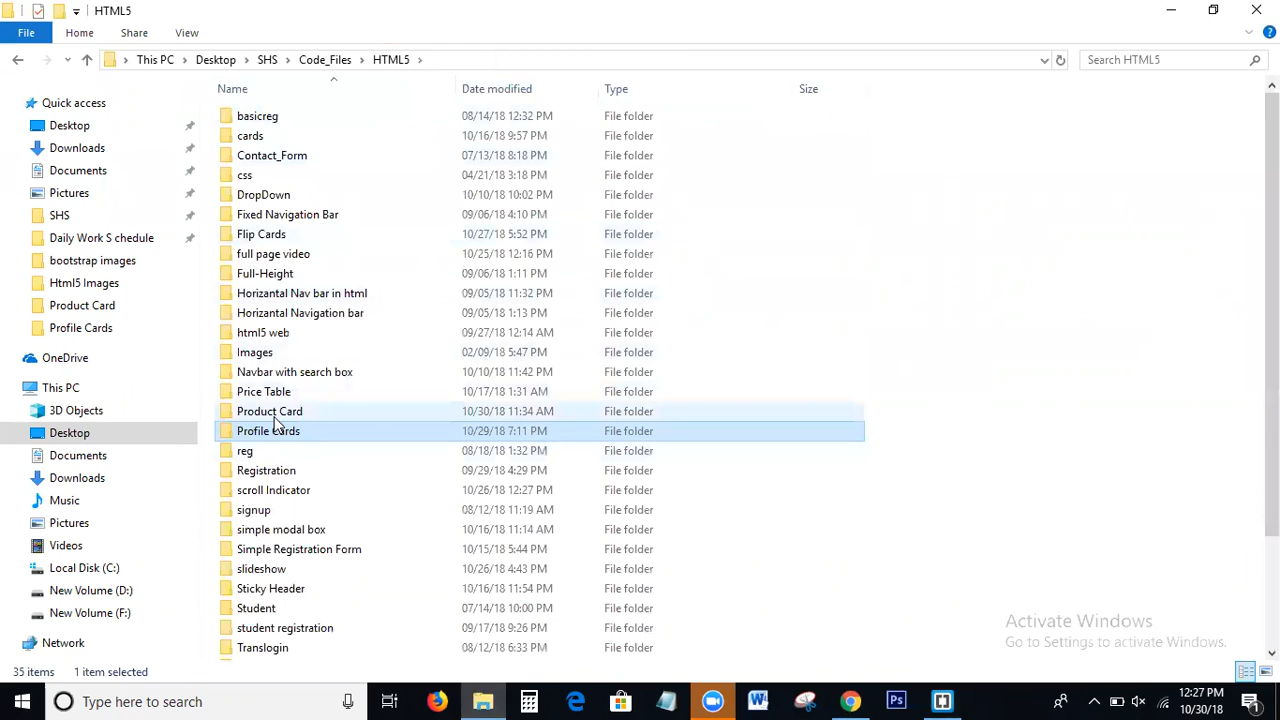 HTML5
File Home Share View
This PC Desktop SHS Code_Files HTML5
Search HTML5
Name Date modified Type Size
Quick access
Desktop
Downloads
Documents
Pictures
SHS
Daily Work S chedule
bootstrap images
Html5 Images
Product Card
Profile Cards
OneDrive
This PC
3D Objects
Desktop
Documents
Downloads
Music
Pictures
Videos
Local Disk (C:)
New Volume (D:)
New Volume (F:)
Network
basicreg 08/14/18 12:32 PM File folder
cards 10/16/18 9:57 PM File folder
Contact_Form 07/13/18 8:18 PM File folder
css 04/21/18 3:18 PM File folder
DropDown 10/10/18 10:02 PM File folder
Fixed Navigation Bar 09/06/18 4:10 PM File folder
Flip Cards 10/27/18 5:52 PM File folder
full page video 10/25/18 12:16 PM File folder
Full-Height 09/06/18 1:11 PM File folder
Horizantal Nav bar in html 09/05/18 11:32 PM File folder
Horizantal Navigation bar 09/05/18 1:13 PM File folder
html5 web 09/27/18 12:14 AM File folder
Images 02/09/18 5:47 PM File folder
Navbar with search box 10/10/18 11:42 PM File folder
Price Table 10/17/18 1:31 AM File folder
Product Card 10/30/18 11:34 AM File folder
Profile Cards 10/29/18 7:11 PM File folder
reg 08/18/18 1:32 PM File folder
Registration 09/29/18 4:29 PM File folder
scroll Indicator 10/26/18 12:27 PM File folder
signup 08/12/18 11:19 AM File folder
simple modal box 10/16/18 11:14 AM File folder
Simple Registration Form 10/15/18 5:44 PM File folder
slideshow 10/26/18 4:43 PM File folder
Sticky Header 10/16/18 11:54 PM File folder
Student 07/14/18 10:00 PM File folder
student registration 09/17/18 9:26 PM File folder
Translogin 08/12/18 6:33 PM File folder
Activate Windows
Go to Settings to activate Windows.
35 items 1 item selected
Type here to search
12:27 PM
10/30/18